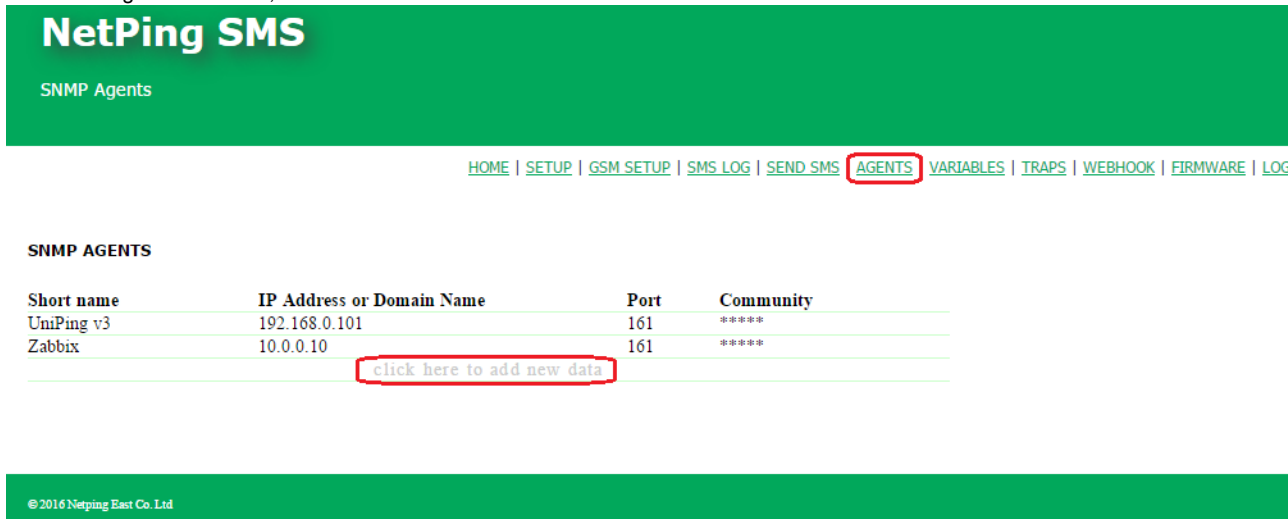 NetPing SMS
SNMP Agents
HOME | SETUP | GSM SETUP | SMS LOG | SEND SMS AGENTS VARIABLES | TRAPS | WEBHOOK | FIRMWARE | LOG
SNMP AGENTS
Short name IP Address or Domain Name Port Community
UniPing v3 192.168.0.101 161 *****
Zabbix 10.0.0.10 161 *****
click here to add new data
©2016 Netping East Co. Ltd